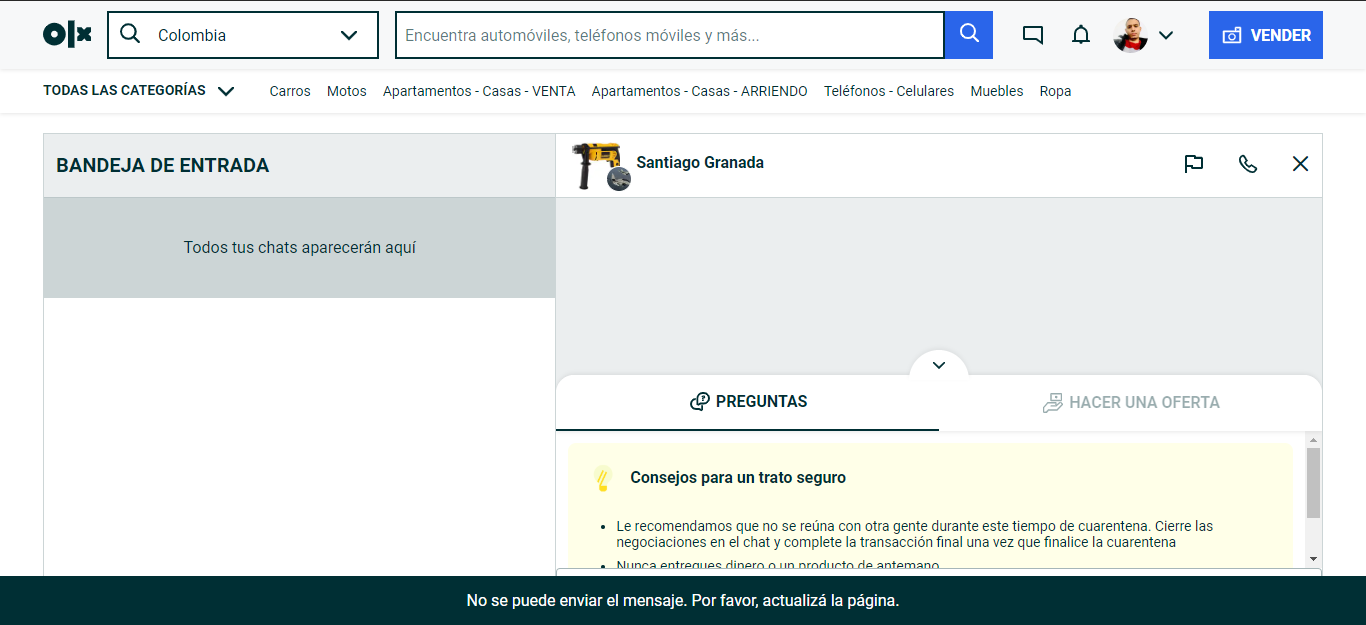 olx
Colombia
Encuentra automóviles, teléfonos móviles y más...
VENDER
TODAS LAS CATEGORÍAS
Carros
Motos
Apartamentos - Casas - VENTA
Apartamentos - Casas - ARRIENDO
Teléfonos - Celulares
Muebles
Ropa
BANDEJA DE ENTRADA
Todos tus chats aparecerán aquí
Santiago Granada
PREGUNTAS
HACER UNA OFERTA
Consejos para un trato seguro
• Le recomendamos que no se reúna con otra gente durante este tiempo de cuarentena. Cierre las
negociaciones en el chat y complete la transacción final una vez que finalice la cuarentena
• Nunca entregues dinero o un producto de antemano
No se puede enviar el mensaje. Por favor, actualizá la página.